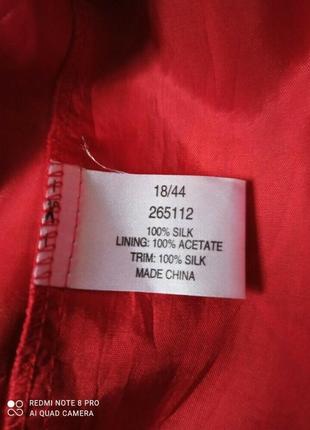 18/44
265112
100% SILK
LINING: 100% ACETATE
TRIM: 100% SILK
MADE CHINA
REDMI NOTE 8 PRO
AI QUAD CAMERA